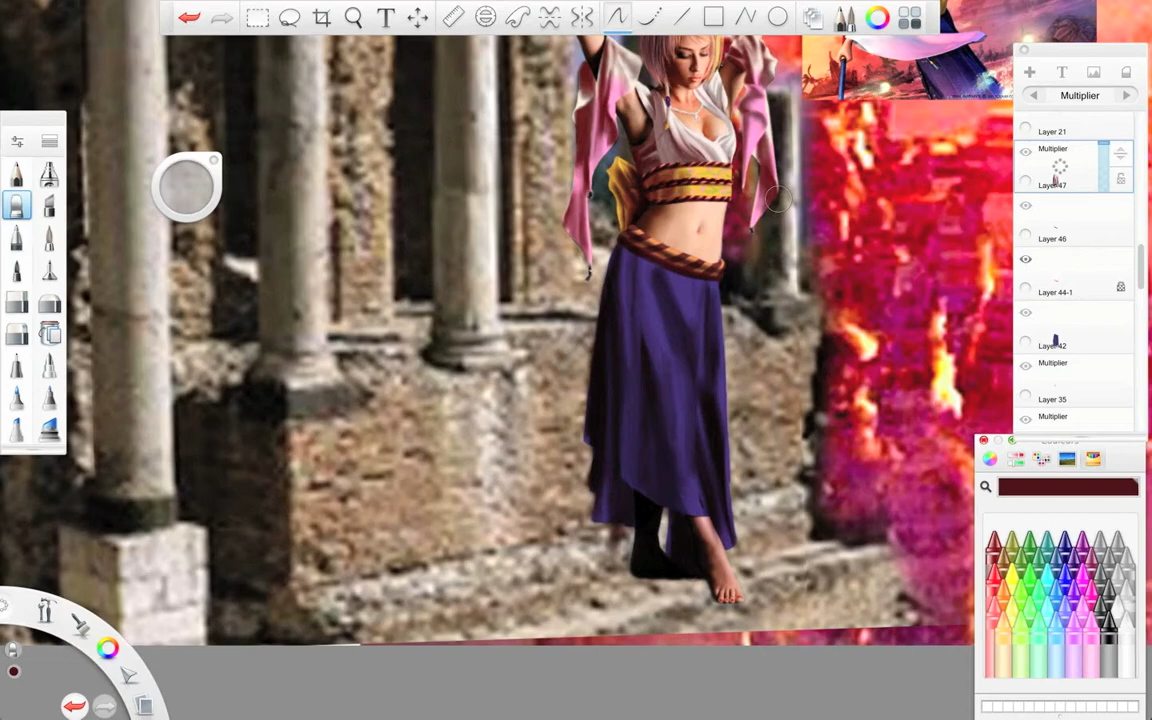 T
T
Multiplier
Layer 21
Multiplier
Layer 47
Layer 46
Layer 44-1
Layer 42
Multiplier
Layer 35
Multiplier